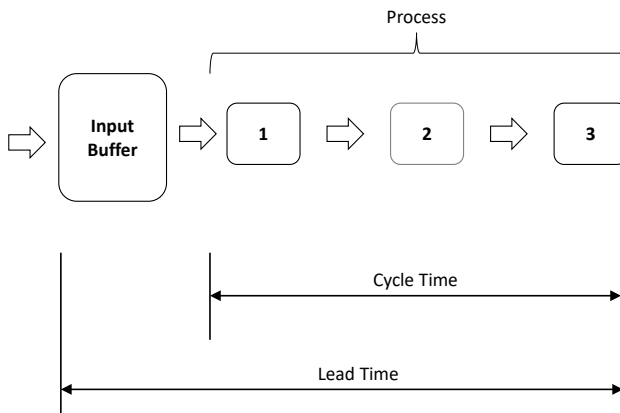 Process
Input
Buffer
1
2
3
Cycle Time
Lead Time